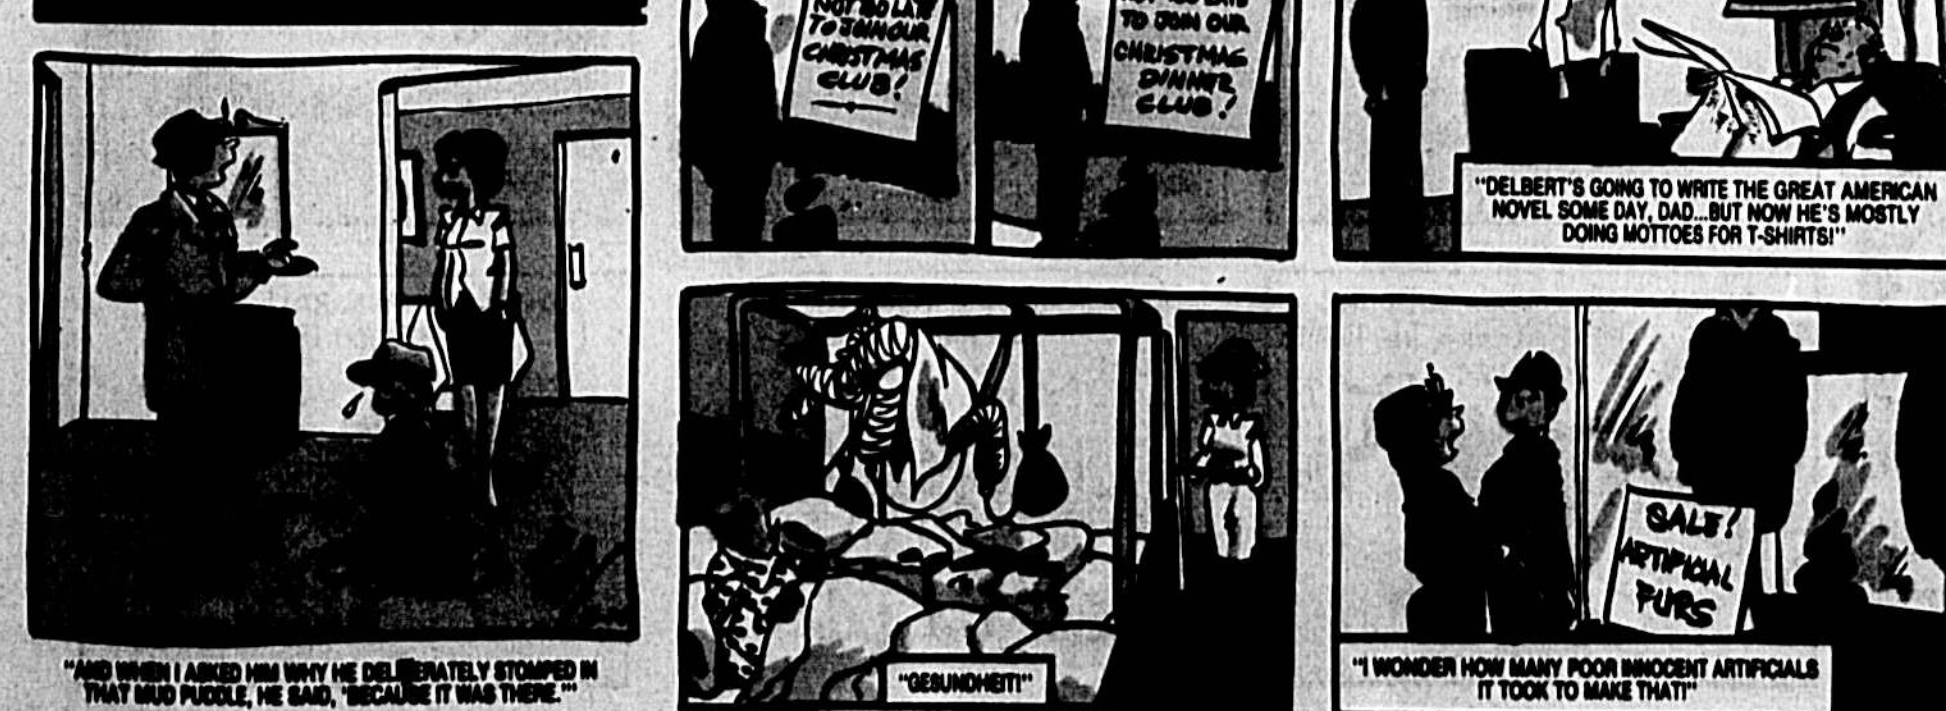 "AND WHEN I ASKED HIM WHY HE DELIBERATELY STOMPED IN
THAT MUD PUDDLE, HE SAID, 'BECAUSE IT WAS THERE.'"
NOT TOO LATE
TO JOIN OUR
CHRISTMAS
CLUB!
TO JOIN OUR
CHRISTMAS
DINNER
CLUB!
"GESUNDHEIT!"
"DELBERT'S GOING TO WRITE THE GREAT AMERICAN
NOVEL SOME DAY, DAD...BUT NOW HE'S MOSTLY
DOING MOTTOES FOR T-SHIRTS!"
SALE!
ARTIFICIAL
FURS
"I WONDER HOW MANY POOR INNOCENT ARTIFICIALS
IT TOOK TO MAKE THAT!"